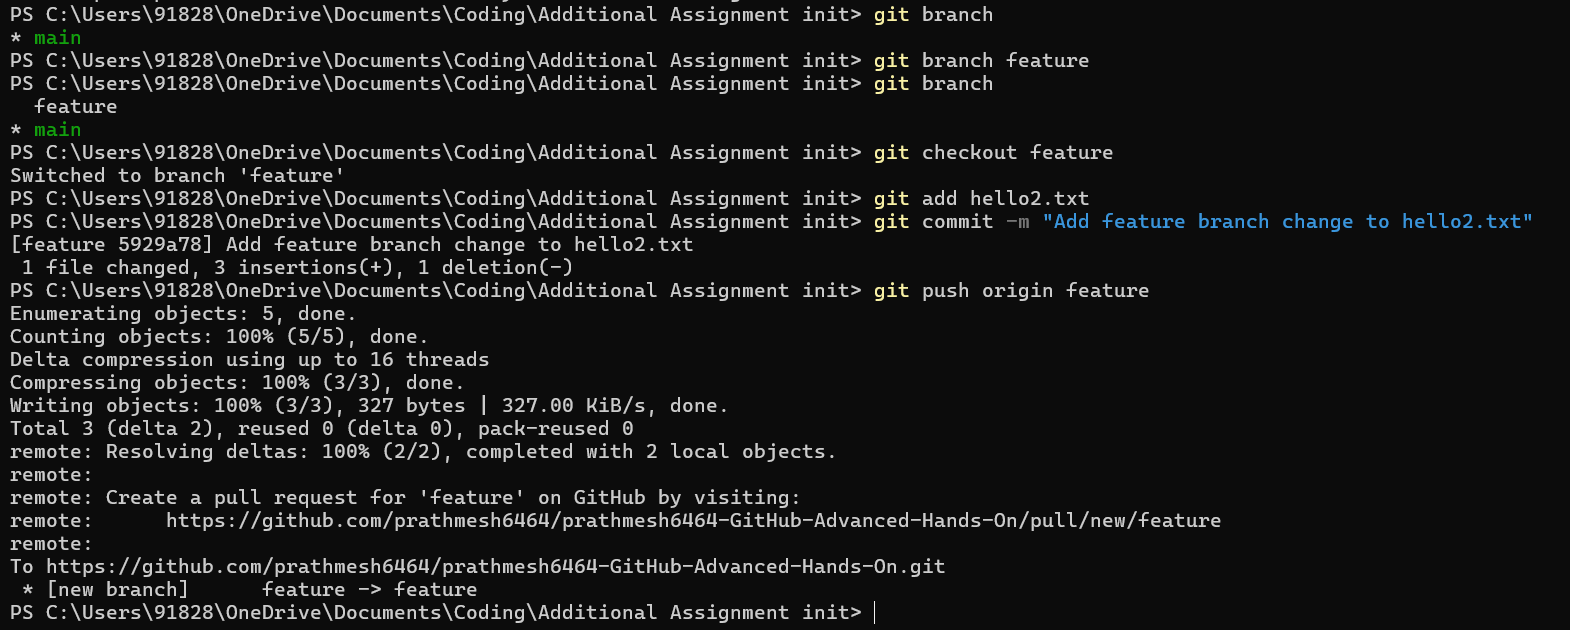 PS C:\Users\91828\OneDrive\Documents\Coding\Additional Assignment init> git branch
* main
PS C:\Users\91828\OneDrive\Documents\Coding\Additional Assignment init> git branch feature
PS C:\Users\91828\OneDrive\Documents\Coding\Additional Assignment init> git branch
  feature
* main
PS C:\Users\91828\OneDrive\Documents\Coding\Additional Assignment init> git checkout feature
Switched to branch 'feature'
PS C:\Users\91828\OneDrive\Documents\Coding\Additional Assignment init> git add hello2.txt
PS C:\Users\91828\OneDrive\Documents\Coding\Additional Assignment init> git commit -m "Add feature branch change to hello2.txt"
[feature 5929a78] Add feature branch change to hello2.txt
 1 file changed, 3 insertions(+), 1 deletion(-)
PS C:\Users\91828\OneDrive\Documents\Coding\Additional Assignment init> git push origin feature
Enumerating objects: 5, done.
Counting objects: 100% (5/5), done.
Delta compression using up to 16 threads
Compressing objects: 100% (3/3), done.
Writing objects: 100% (3/3), 327 bytes | 327.00 KiB/s, done.
Total 3 (delta 2), reused 0 (delta 0), pack-reused 0
remote: Resolving deltas: 100% (2/2), completed with 2 local objects.
remote:
remote: Create a pull request for 'feature' on GitHub by visiting:
remote:      https://github.com/prathmesh6464/prathmesh6464-GitHub-Advanced-Hands-On/pull/new/feature
remote:
To https://github.com/prathmesh6464/prathmesh6464-GitHub-Advanced-Hands-On.git
 * [new branch]      feature -> feature
PS C:\Users\91828\OneDrive\Documents\Coding\Additional Assignment init>